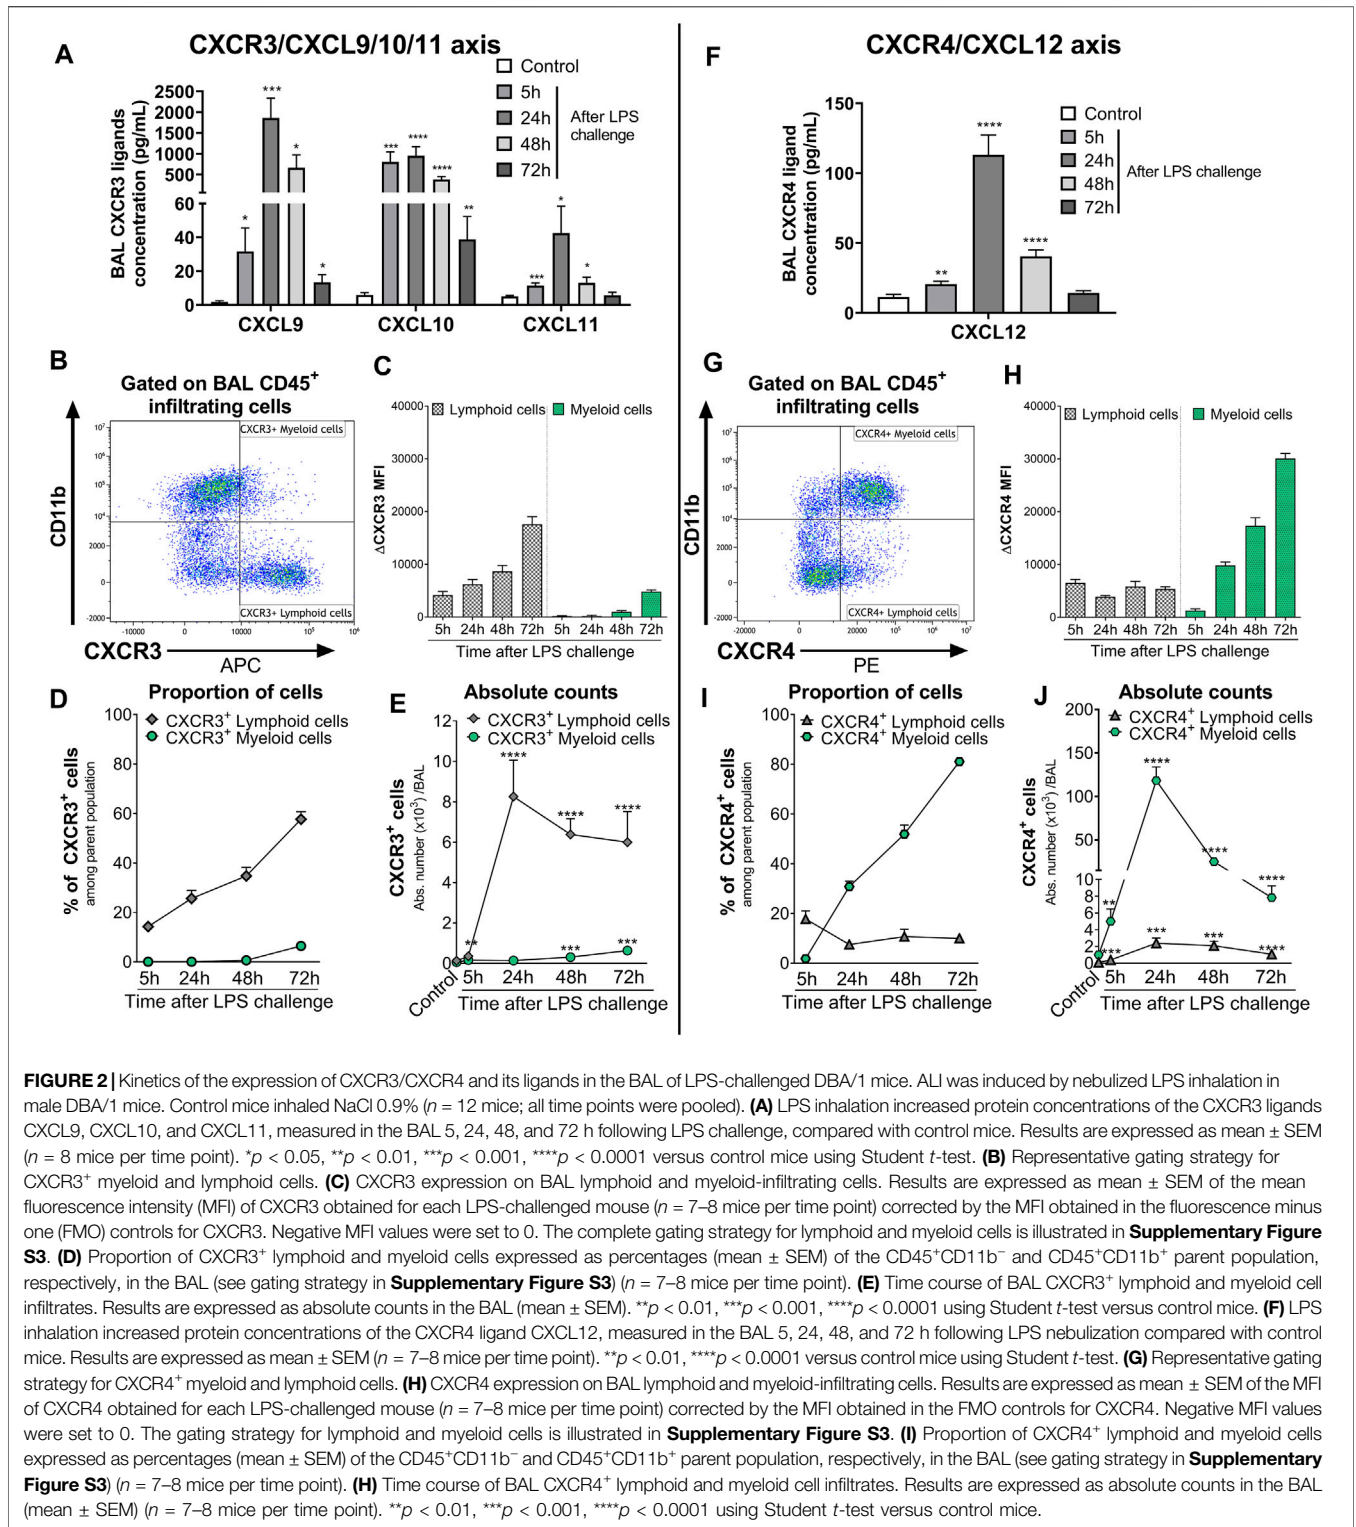 CXCR3/CXCL9/10/11 axis
A
Control
5h
24h
48h
72h
After LPS
challenge
BAL CXCR3 ligands
concentration (pg/mL)
2500
2000
1500
1000
500
60
40
20
0
*
***
*
*
***
****
****
**
***
*
*
CXCL9 CXCL10 CXCL11
CXCR4/CXCL12 axis
F
Control
5h
24h
48h
72h
After LPS challenge
BAL CXCR4 ligand
concentration (pg/mL)
150
100
50
0
**
****
****
CXCL12
B
Gated on BAL CD45+
infiltrating cells
CXCR3+ Myeloid cells
CXCR3+ Lymphoid cells
CD11b
10⁷
10⁶
10⁵
10⁴
2000
0
-2000
-10000 0 10000 10⁵ 10⁶
CXCR3
APC
C
Lymphoid cells Myeloid cells
ΔCXCR3 MFI
40000
30000
20000
10000
0
5h 24h 48h 72h 5h 24h 48h 72h
Time after LPS challenge
G
Gated on BAL CD45+
infiltrating cells
CXCR4+ Myeloid cells
CXCR4+ Lymphoid cells
CD11b
10⁷
10⁶
10⁵
10⁴
2000
0
-2000
-20000 0 20000 10⁵ 10⁶ 10⁷
CXCR4
PE
H
Lymphoid cells Myeloid cells
ΔCXCR4 MFI
40000
30000
20000
10000
0
5h 24h 48h 72h 5h 24h 48h 72h
Time after LPS challenge
D
Proportion of cells
CXCR3+ Lymphoid cells
CXCR3+ Myeloid cells
% of CXCR3+ cells
among parent population
100
80
60
40
20
0
5h 24h 48h 72h
Time after LPS challenge
E
Absolute counts
CXCR3+ Lymphoid cells
CXCR3+ Myeloid cells
CXCR3+ cells
Abs. number (x10³) /BAL
12
10
8
6
4
2
0
**
****
****
****
***
***
Control 5h 24h 48h 72h
Time after LPS challenge
I
Proportion of cells
CXCR4+ Lymphoid cells
CXCR4+ Myeloid cells
% of CXCR4+ cells
among parent population
100
80
60
40
20
0
5h 24h 48h 72h
Time after LPS challenge
J
Absolute counts
CXCR4+ Lymphoid cells
CXCR4+ Myeloid cells
CXCR4+ cells
Abs. number (x10³) /BAL
200
150
100
50
10
8
6
4
2
0
**
****
****
****
***
***
***
****
Control 5h 24h 48h 72h
Time after LPS challenge
FIGURE 2 | Kinetics of the expression of CXCR3/CXCR4 and its ligands in the BAL of LPS-challenged DBA/1 mice. ALI was induced by nebulized LPS inhalation in
male DBA/1 mice. Control mice inhaled NaCl 0.9% (n = 12 mice; all time points were pooled). (A) LPS inhalation increased protein concentrations of the CXCR3 ligands
CXCL9, CXCL10, and CXCL11, measured in the BAL 5, 24, 48, and 72 h following LPS challenge, compared with control mice. Results are expressed as mean ± SEM
(n = 8 mice per time point). *p < 0.05, **p < 0.01, ***p < 0.001, ****p < 0.0001 versus control mice using Student t-test. (B) Representative gating strategy for
CXCR3+ myeloid and lymphoid cells. (C) CXCR3 expression on BAL lymphoid and myeloid-infiltrating cells. Results are expressed as mean ± SEM of the mean
fluorescence intensity (MFI) of CXCR3 obtained for each LPS-challenged mouse (n = 7–8 mice per time point) corrected by the MFI obtained in the fluorescence minus
one (FMO) controls for CXCR3. Negative MFI values were set to 0. The complete gating strategy for lymphoid and myeloid cells is illustrated in Supplementary Figure
S3. (D) Proportion of CXCR3+ lymphoid and myeloid cells expressed as percentages (mean ± SEM) of the CD45+CD11b− and CD45+CD11b+ parent population,
respectively, in the BAL (see gating strategy in Supplementary Figure S3) (n = 7–8 mice per time point). (E) Time course of BAL CXCR3+ lymphoid and myeloid cell
infiltrates. Results are expressed as absolute counts in the BAL (mean ± SEM). **p < 0.01, ***p < 0.001, ****p < 0.0001 using Student t-test versus control mice. (F) LPS
inhalation increased protein concentrations of the CXCR4 ligand CXCL12, measured in the BAL 5, 24, 48, and 72 h following LPS nebulization compared with control
mice. Results are expressed as mean ± SEM (n = 7–8 mice per time point). **p < 0.01, ****p < 0.0001 versus control mice using Student t-test. (G) Representative gating
strategy for CXCR4+ myeloid and lymphoid cells. (H) CXCR4 expression on BAL lymphoid and myeloid-infiltrating cells. Results are expressed as mean ± SEM of the MFI
of CXCR4 obtained for each LPS-challenged mouse (n = 7–8 mice per time point) corrected by the MFI obtained in the FMO controls for CXCR4. Negative MFI values
were set to 0. The gating strategy for lymphoid and myeloid cells is illustrated in Supplementary Figure S3. (I) Proportion of CXCR4+ lymphoid and myeloid cells
expressed as percentages (mean ± SEM) of the CD45+CD11b− and CD45+CD11b+ parent population, respectively, in the BAL (see gating strategy in Supplementary
Figure S3) (n = 7–8 mice per time point). (H) Time course of BAL CXCR4+ lymphoid and myeloid cell infiltrates. Results are expressed as absolute counts in the BAL
(mean ± SEM) (n = 7–8 mice per time point). **p < 0.01, ***p < 0.001, ****p < 0.0001 using Student t-test versus control mice.